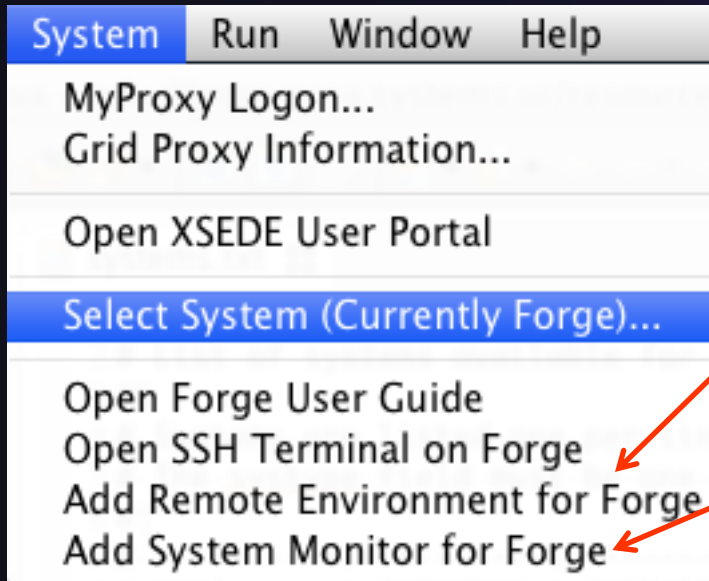 System Run Window Help
MyProxy Logon...
Grid Proxy Information...
Open XSEDE User Portal
Select System (Currently Forge)...
Open Forge User Guide
Open SSH Terminal on Forge
Add Remote Environment for Forge
Add System Monitor for Forge